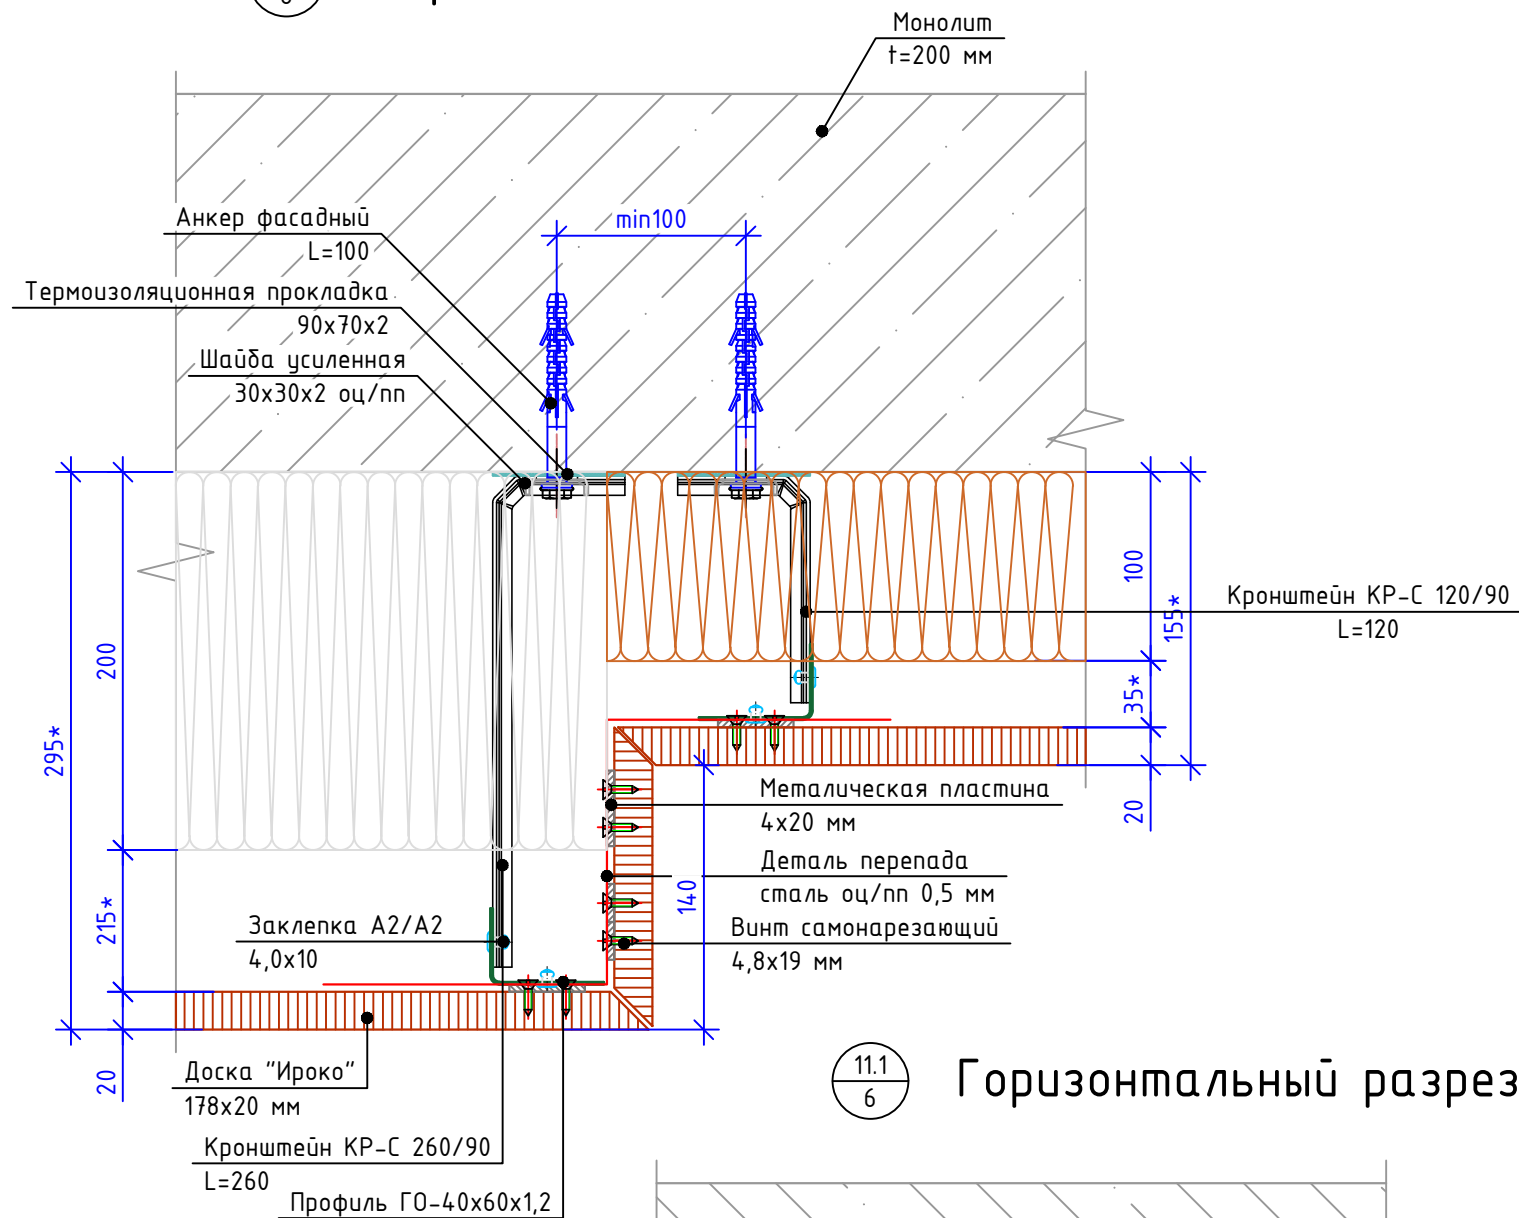 Монолит
t=200 мм
Анкер фасадный
L=100
min100
Термоизоляционная прокладка
90х70х2
Шайба усиленная
30х30х2 оц/пп
100
155*
Кронштейн КР-С 120/90
L=120
200
35*
295*
20
Металическая пластина
4х20 мм
Деталь перепада
сталь оц/пп 0,5 мм
140
215*
Заклепка А2/А2
4,0х10
Винт самонарезающий
4,8х19 мм
20
Доска "Ироко"
178х20 мм
11.1
6
Горизонтальный разрез
Кронштейн КР-С 260/90
L=260
Профиль ГО-40х60х1,2